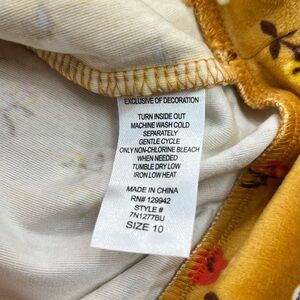 EXCLUSIVE OF DECORATION
TURN INSIDE OUT
MACHINE WASH COLD
SEPARATELY
GENTLE CYCLE
ONLY NON-CHLORINE BLEACH
WHEN NEEDED
TUMBLE DRY LOW
IRON LOW HEAT
MADE IN CHINA
RN# 129942
STYLE #
7N1277BU
SIZE 10